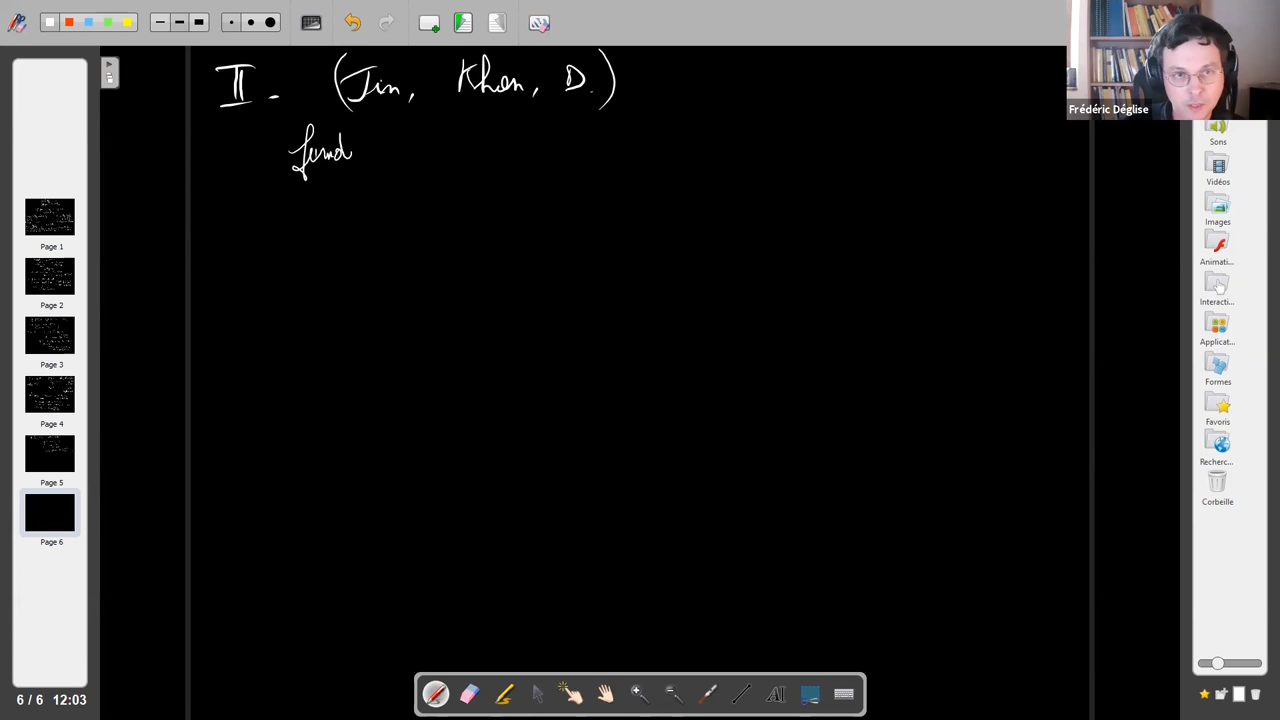 II. (Jin, Khan, D.)
fund
Frédéric Déglise
Sons
Vidéos
Images
Animati...
Interacti...
Applicat...
Formes
Favoris
Recherc...
Corbeille
Page 1
Page 2
Page 3
Page 4
Page 5
Page 6
6 / 6 12:03
AI